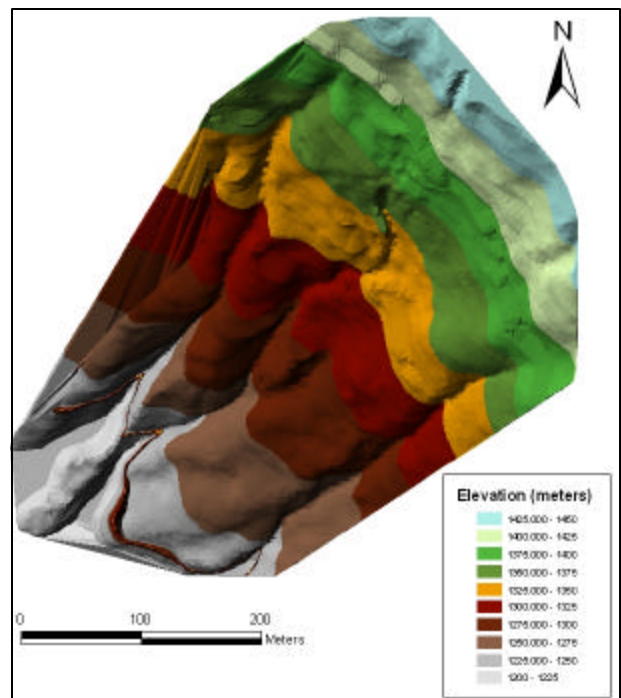 N
Elevation (meters)
1425.000 - 1450
1400.000 - 1425
1375.000 - 1400
1350.000 - 1375
1325.000 - 1350
1300.000 - 1325
1275.000 - 1300
1250.000 - 1275
1225.000 - 1250
1200 - 1225
0 100 200
Meters